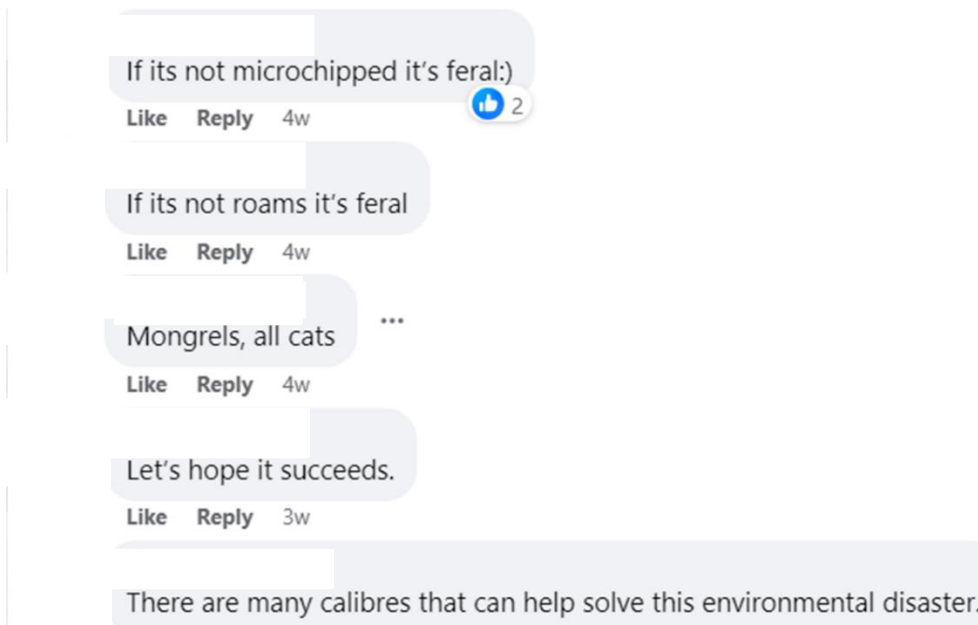 If its not microchipped it's feral:)
2
Like Reply 4w
If its not roams it's feral
Like Reply 4w
Mongrels, all cats
Like Reply 4w
Let's hope it succeeds.
Like Reply 3w
There are many calibres that can help solve this environmental disaster.